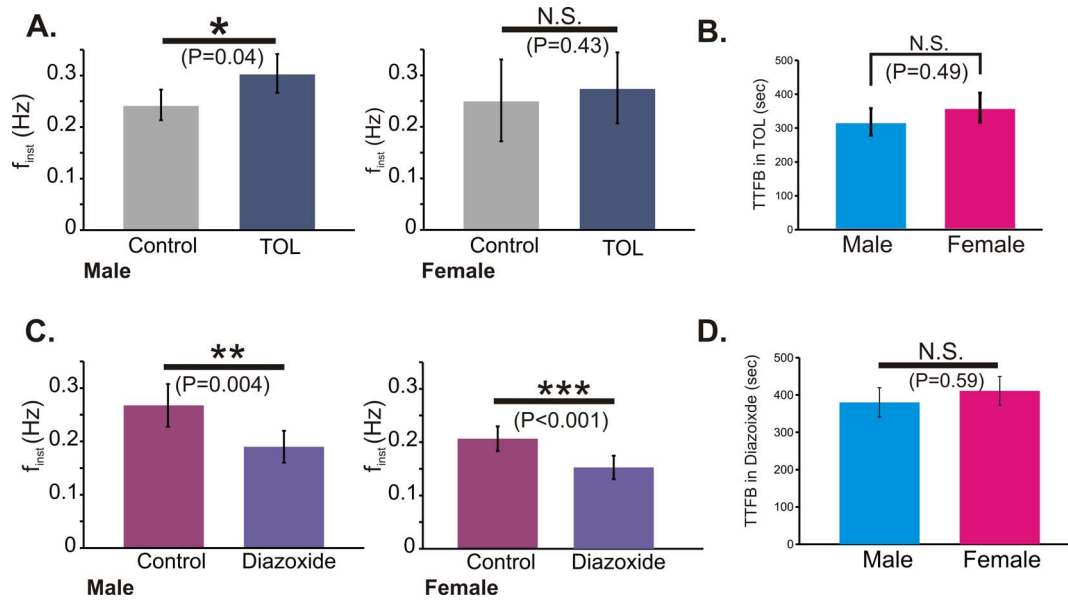 A.
*
(P=0.04)
f_inst (Hz)
0.3
0.2
0.1
0
Control
TOL
Male
N.S.
(P=0.43)
f_inst (Hz)
0.3
0.2
0.1
0
Control
TOL
Female
B.
N.S.
(P=0.49)
TTFB in TOL (sec)
500
400
300
200
100
0
Male
Female
C.
**
(P=0.004)
f_inst (Hz)
0.3
0.2
0.1
0
Control
Diazoxide
Male
***
(P<0.001)
f_inst (Hz)
0.3
0.2
0.1
0
Control
Diazoxide
Female
D.
N.S.
(P=0.59)
TTFB in Diazoixde (sec)
500
400
300
200
100
0
Male
Female